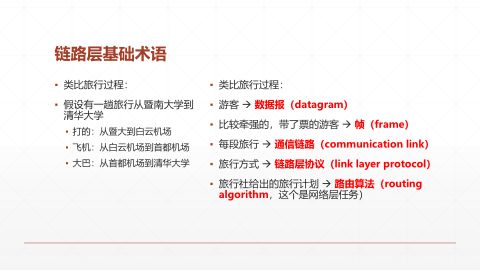 链路层基础术语
▪ 类比旅行过程：
▪ 假设有一趟旅行从暨南大学到
清华大学
▪ 打的：从暨大到白云机场
▪ 飞机：从白云机场到首都机场
▪ 大巴：从首都机场到清华大学
▪ 类比旅行过程：
▪ 游客 → 数据报（datagram）
▪ 比较牵强的，带了票的游客 → 帧（frame）
▪ 每段旅行 → 通信链路（communication link）
▪ 旅行方式 → 链路层协议（link layer protocol）
▪ 旅行社给出的旅行计划 → 路由算法（routing
algorithm，这个是网络层任务）